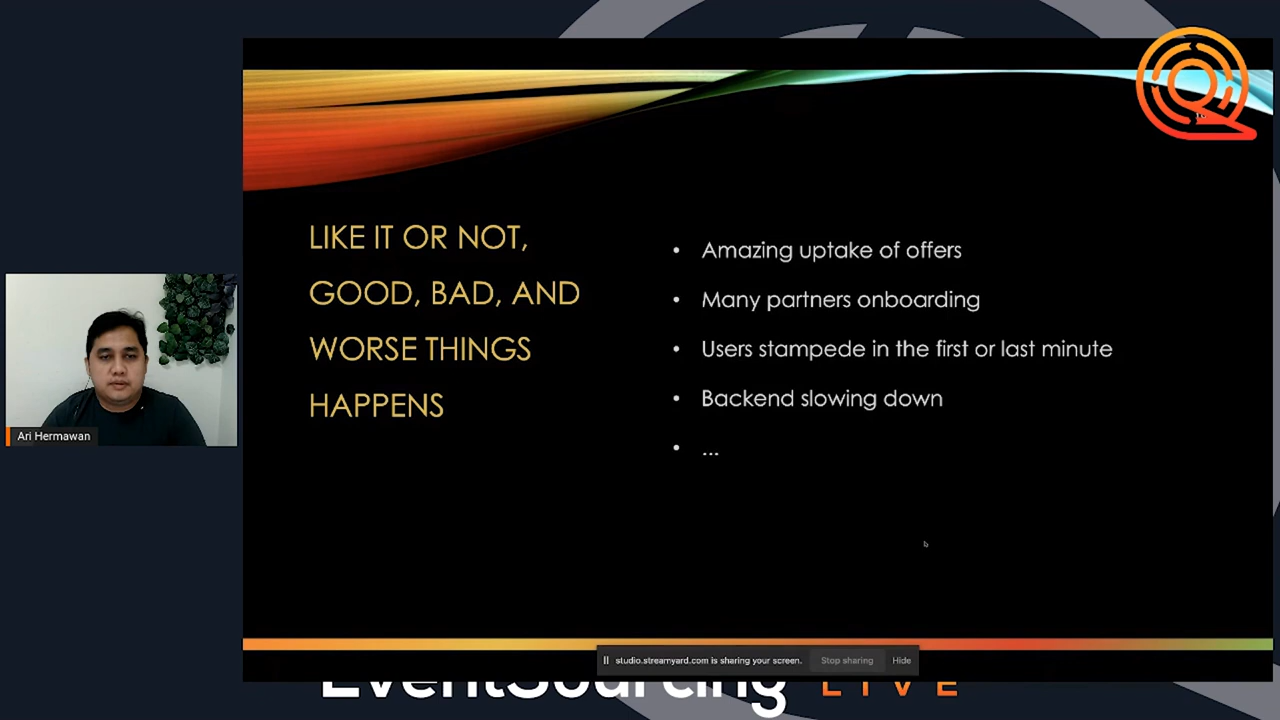 LIKE IT OR NOT,
GOOD, BAD, AND
WORSE THINGS
HAPPENS
• Amazing uptake of offers
• Many partners onboarding
• Users stampede in the first or last minute
• Backend slowing down
• ...
Ari Hermawan
studio.streamyard.com is sharing your screen. Stop sharing Hide
EventSourcing LIVE